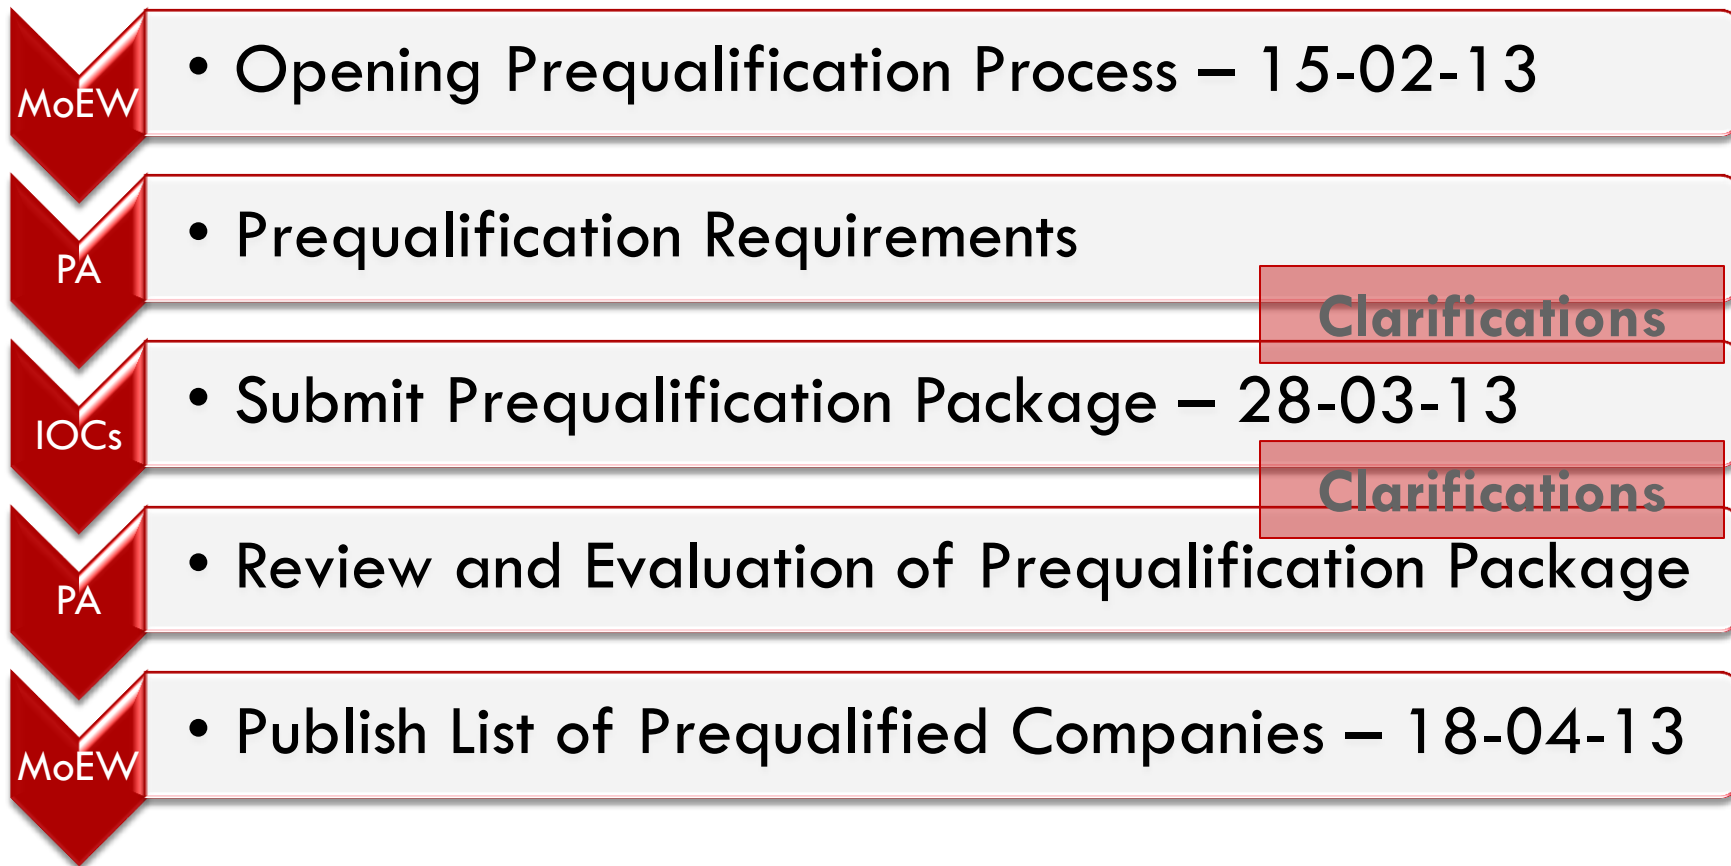 MoEW
• Opening Prequalification Process – 15-02-13
PA
• Prequalification Requirements
Clarifications
IOCs
• Submit Prequalification Package – 28-03-13
Clarifications
PA
• Review and Evaluation of Prequalification Package
MoEW
• Publish List of Prequalified Companies – 18-04-13